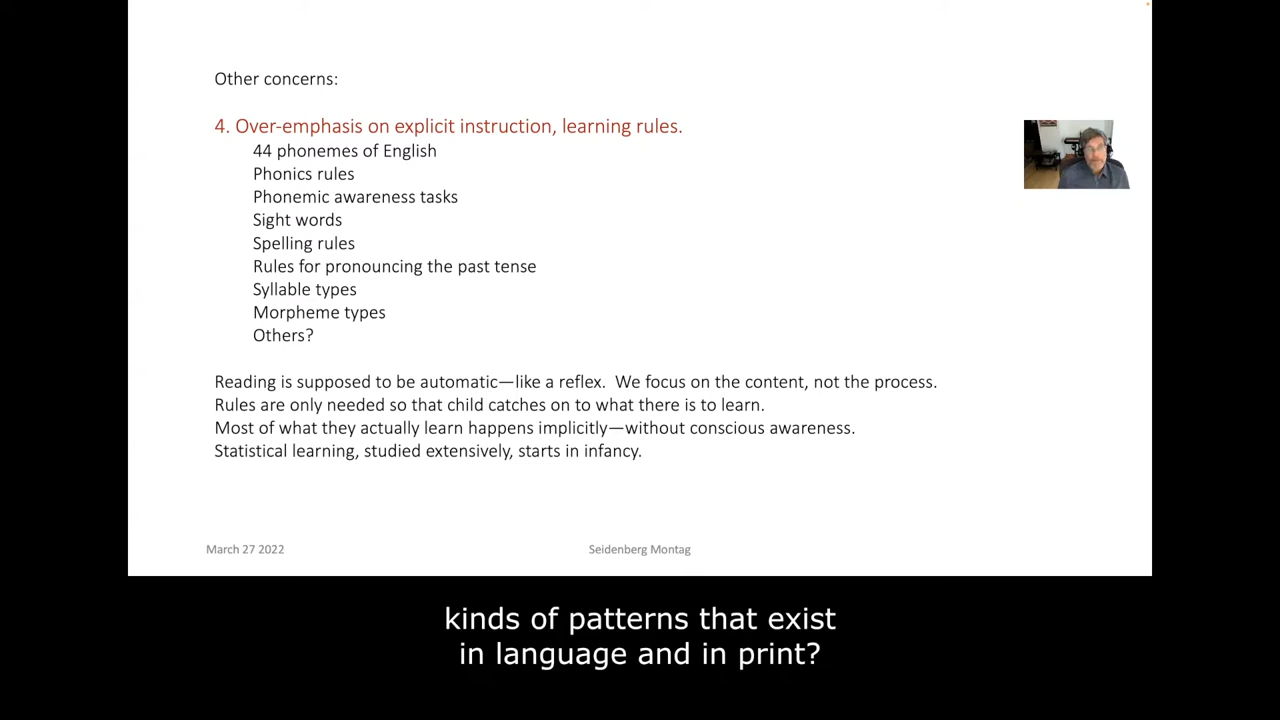 Other concerns:
4. Over-emphasis on explicit instruction, learning rules.
44 phonemes of English
Phonics rules
Phonemic awareness tasks
Sight words
Spelling rules
Rules for pronouncing the past tense
Syllable types
Morpheme types
Others?
Reading is supposed to be automatic—like a reflex.  We focus on the content, not the process.
Rules are only needed so that child catches on to what there is to learn.
Most of what they actually learn happens implicitly—without conscious awareness.
Statistical learning, studied extensively, starts in infancy.
March 27 2022
Seidenberg Montag
kinds of patterns that exist
in language and in print?